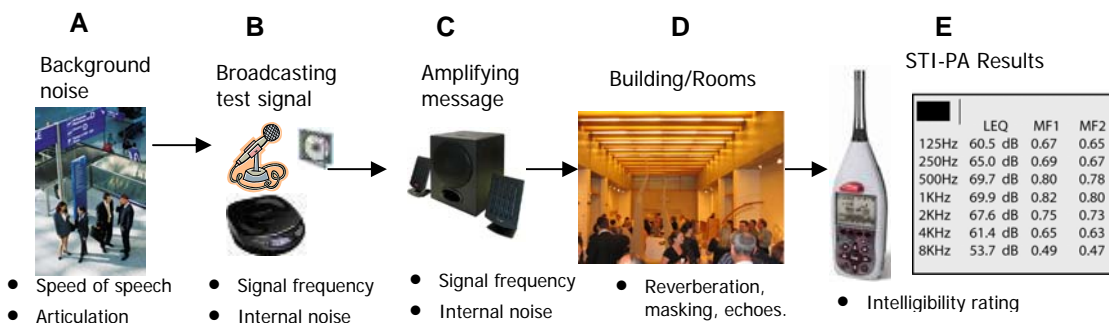 A
B
C
D
E
Background
noise
Broadcasting
test signal
Amplifying
message
Building/Rooms
STI-PA Results
LEQ MF1 MF2
125Hz 60.5 dB 0.67 0.65
250Hz 65.0 dB 0.69 0.67
500Hz 69.7 dB 0.80 0.78
1KHz 69.9 dB 0.82 0.80
2KHz 67.6 dB 0.75 0.73
4KHz 61.4 dB 0.65 0.63
8KHz 53.7 dB 0.49 0.47
• Speed of speech
• Articulation
• Signal frequency
• Internal noise
• Signal frequency
• Internal noise
• Reverberation,
masking, echoes.
• Intelligibility rating